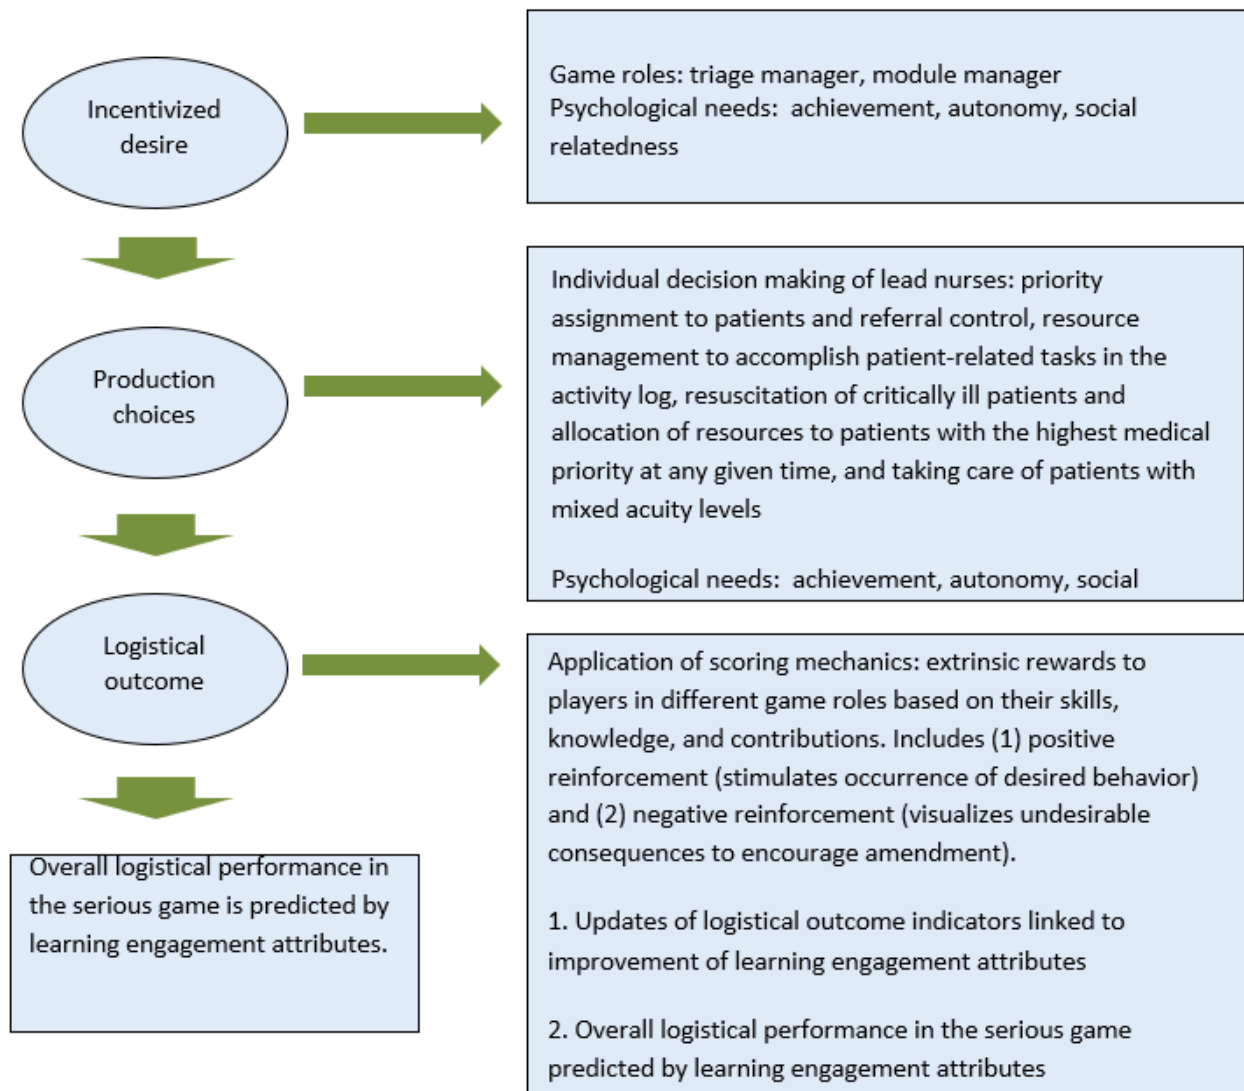 Incentivized
desire
Game roles: triage manager, module manager
Psychological needs:  achievement, autonomy, social
relatedness
Production
choices
Individual decision making of lead nurses: priority
assignment to patients and referral control, resource
management to accomplish patient-related tasks in the
activity log, resuscitation of critically ill patients and
allocation of resources to patients with the highest medical
priority at any given time, and taking care of patients with
mixed acuity levels
Psychological needs:  achievement, autonomy, social
Logistical
outcome
Application of scoring mechanics: extrinsic rewards to
players in different game roles based on their skills,
knowledge, and contributions. Includes (1) positive
reinforcement (stimulates occurrence of desired behavior)
and (2) negative reinforcement (visualizes undesirable
consequences to encourage amendment).
1. Updates of logistical outcome indicators linked to
improvement of learning engagement attributes
2. Overall logistical performance in the serious game
predicted by learning engagement attributes
Overall logistical performance in
the serious game is predicted by
learning engagement attributes.